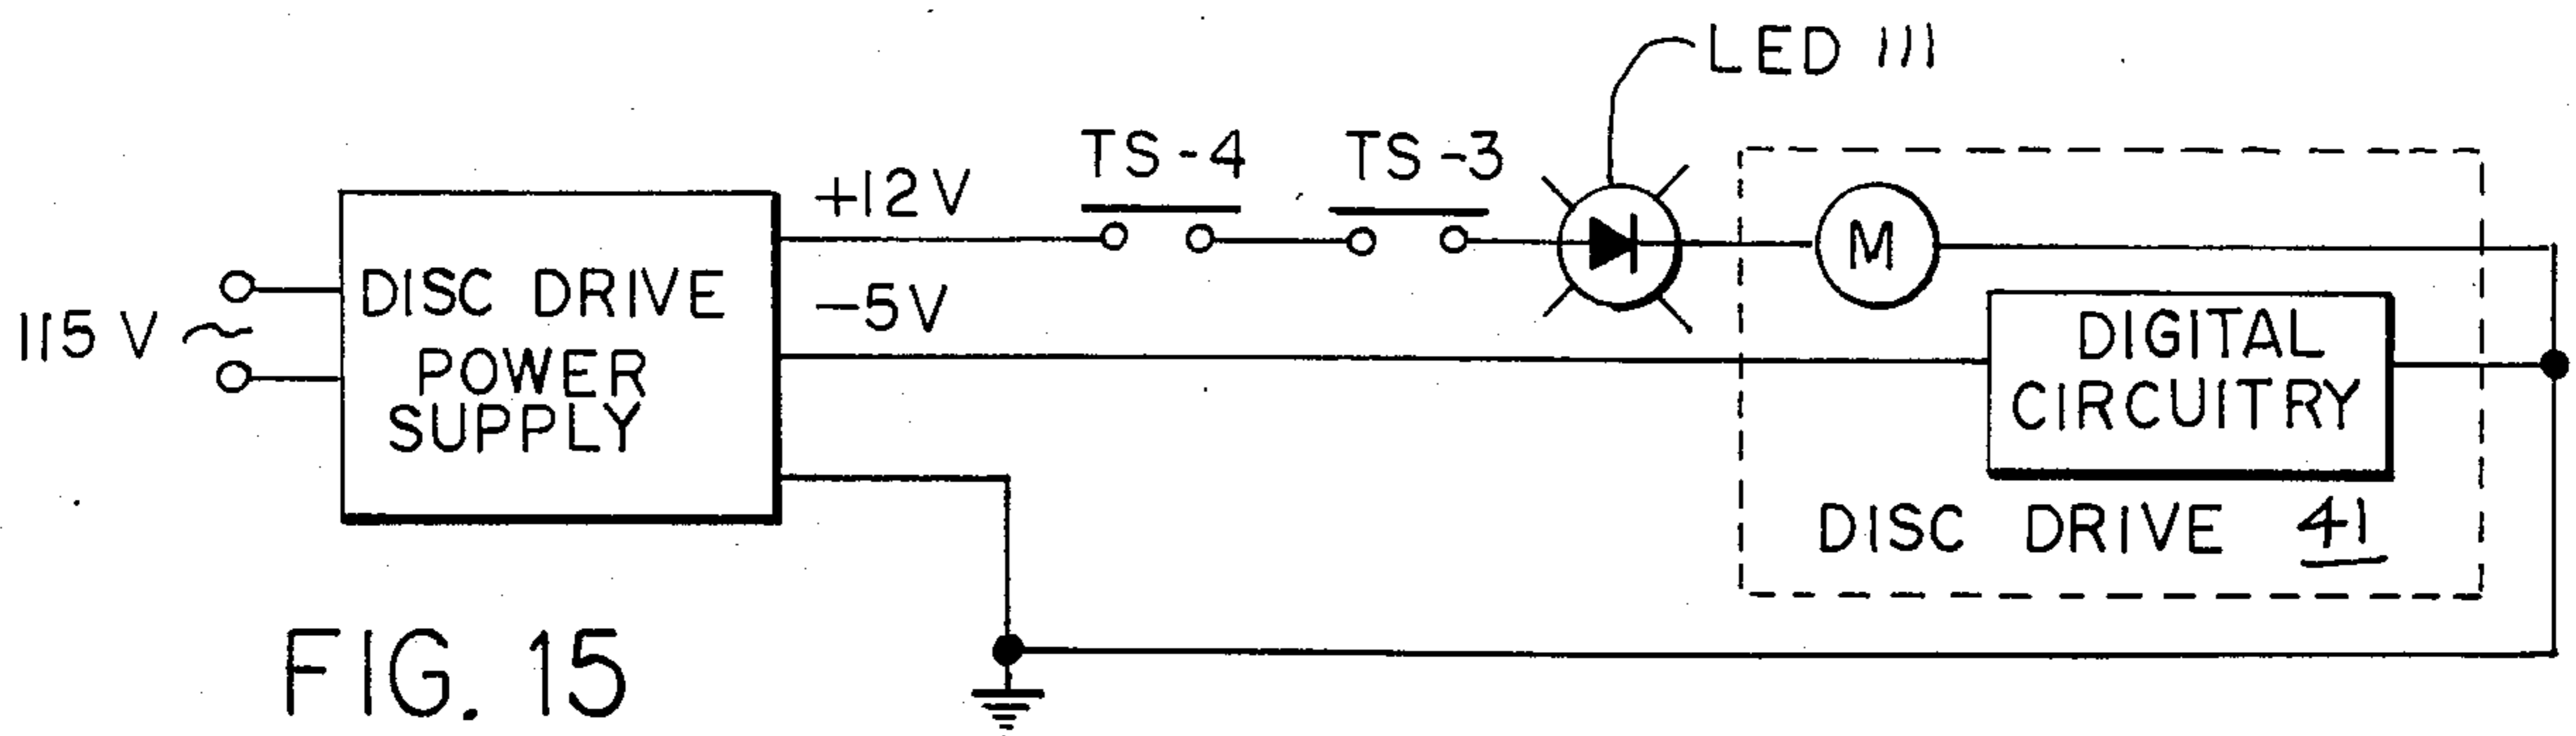 LED 111
TS-4 TS-3
+12V
115 V ~
DISC DRIVE
POWER
SUPPLY
-5V
M
DIGITAL
CIRCUITRY
DISC DRIVE 41
FIG. 15